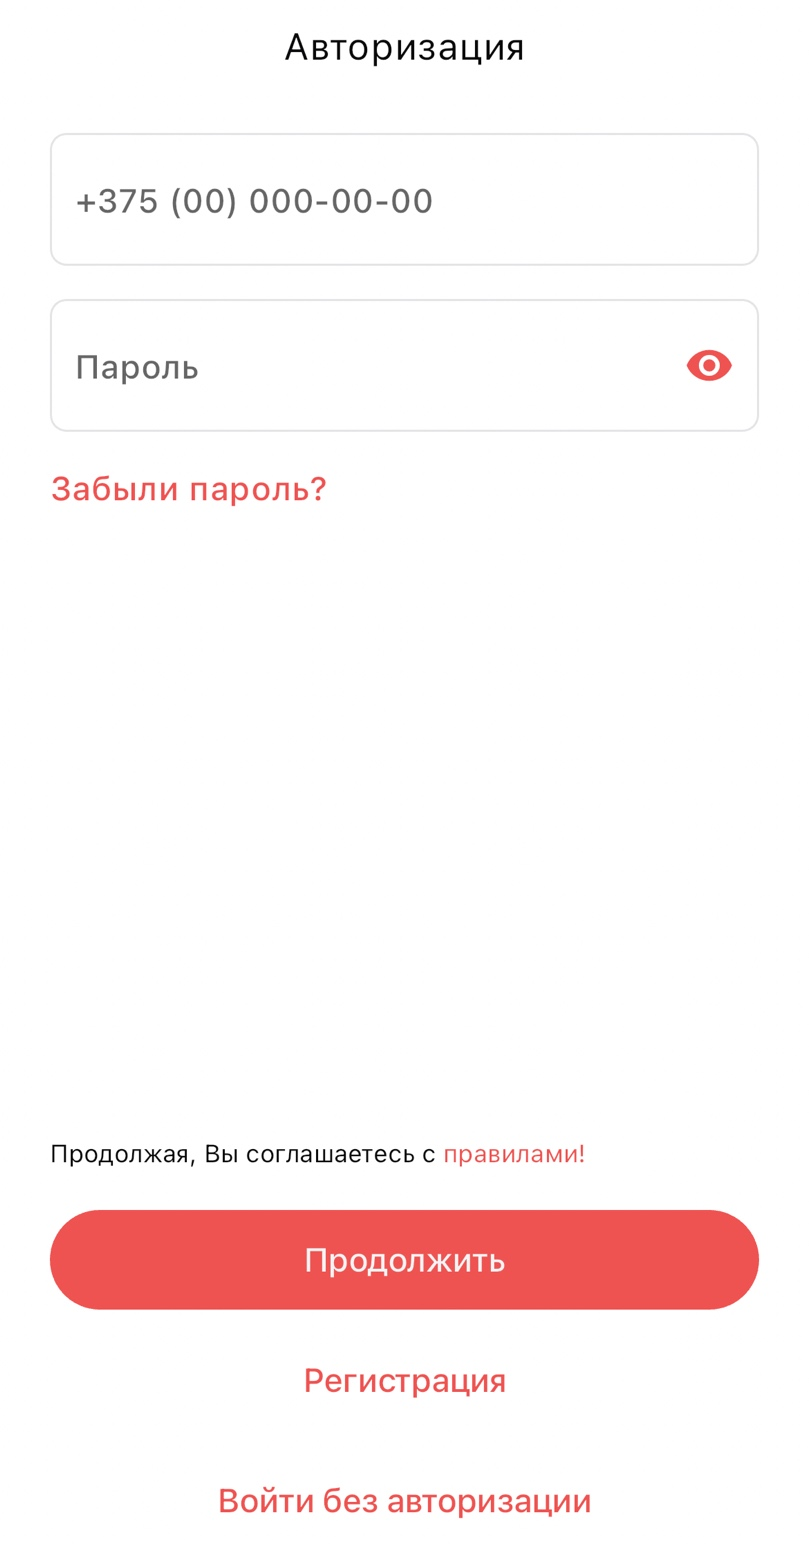 Авторизация
+375 (00) 000-00-00
Пароль
Забыли пароль?
Продолжая, Вы соглашаетесь с правилами!
Продолжить
Регистрация
Войти без авторизации